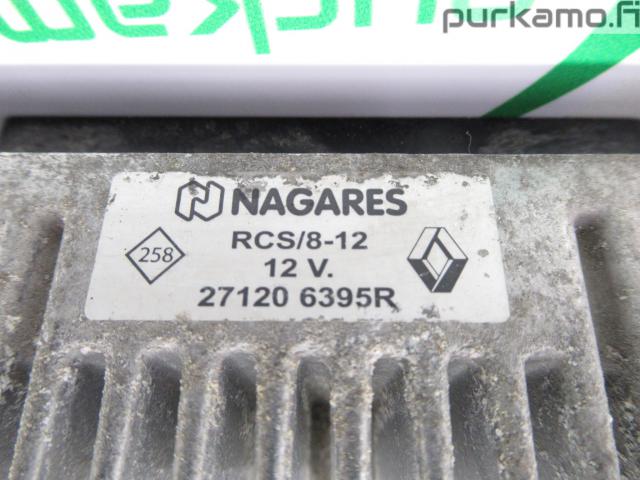 purkamo.fi
NAGARES
RCS/8-12
258
12 V.
27120 6395R